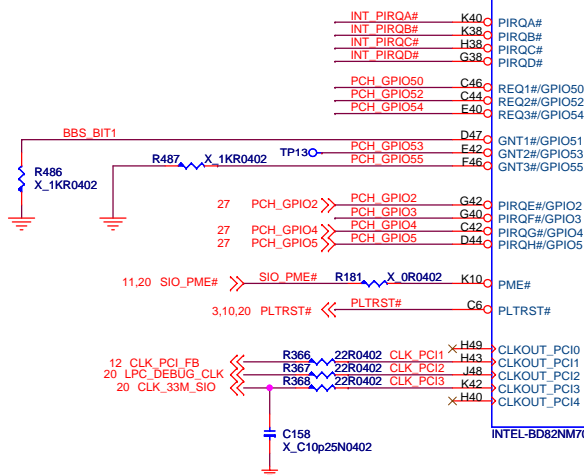 INT_PIRQA# K40 PIRQA#
INT_PIRQB# K38 PIRQB#
INT_PIRQC# H38 PIRQC#
INT_PIRQD# G38 PIRQD#
PCH_GPIO50 C46 REQ1#/GPIO50
PCH_GPIO52 C44 REQ2#/GPIO52
PCH_GPIO54 E40 REQ3#/GPIO54
BBS_BIT1 D47 GNT1#/GPIO51
TP13 PCH_GPIO53 E42 GNT2#/GPIO53
R487 X_1KR0402 PCH_GPIO55 F46 GNT3#/GPIO55
R486
X_1KR0402
27 PCH_GPIO2 PCH_GPIO2 G42 PIRQE#/GPIO2
PCH_GPIO3 G40 PIRQF#/GPIO3
27 PCH_GPIO4 PCH_GPIO4 C42 PIRQG#/GPIO4
27 PCH_GPIO5 PCH_GPIO5 D44 PIRQH#/GPIO5
11,20 SIO_PME# SIO_PME# R181 X_0R0402 K10 PME#
3,10,20 PLTRST# PLTRST# C6 PLTRST#
H49 CLKOUT_PCI0
12 CLK_PCI_FB R366 22R0402 CLK_PCI1 H43 CLKOUT_PCI1
20 LPC_DEBUG_CLK R367 22R0402 CLK_PCI2 J48 CLKOUT_PCI2
20 CLK_33M_SIO R368 22R0402 CLK_PCI3 K42 CLKOUT_PCI3
H40 CLKOUT_PCI4
C158
X_C10p25N0402
INTEL-BD82NM70